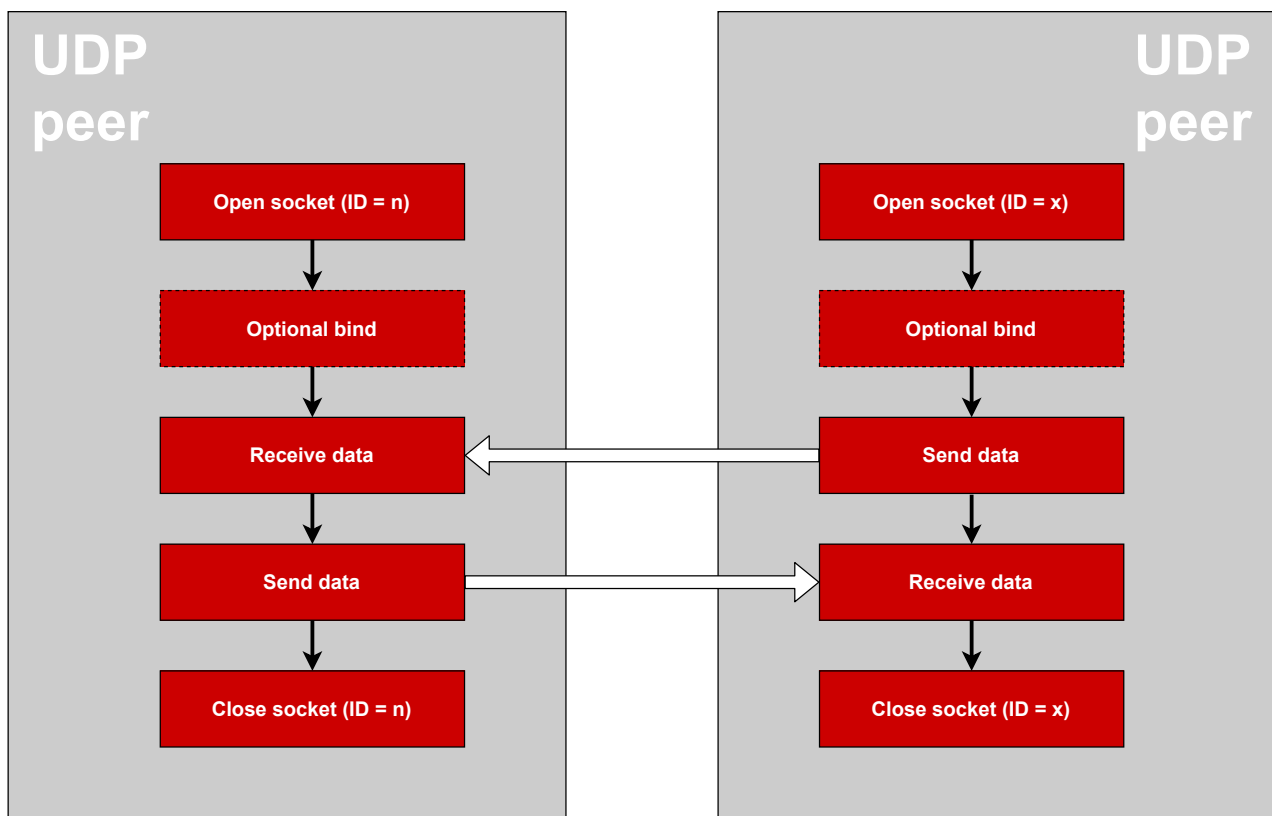 UDP
peer
Open socket (ID = n)
Optional bind
Receive data
Send data
Close socket (ID = n)
UDP
peer
Open socket (ID = x)
Optional bind
Send data
Receive data
Close socket (ID = x)